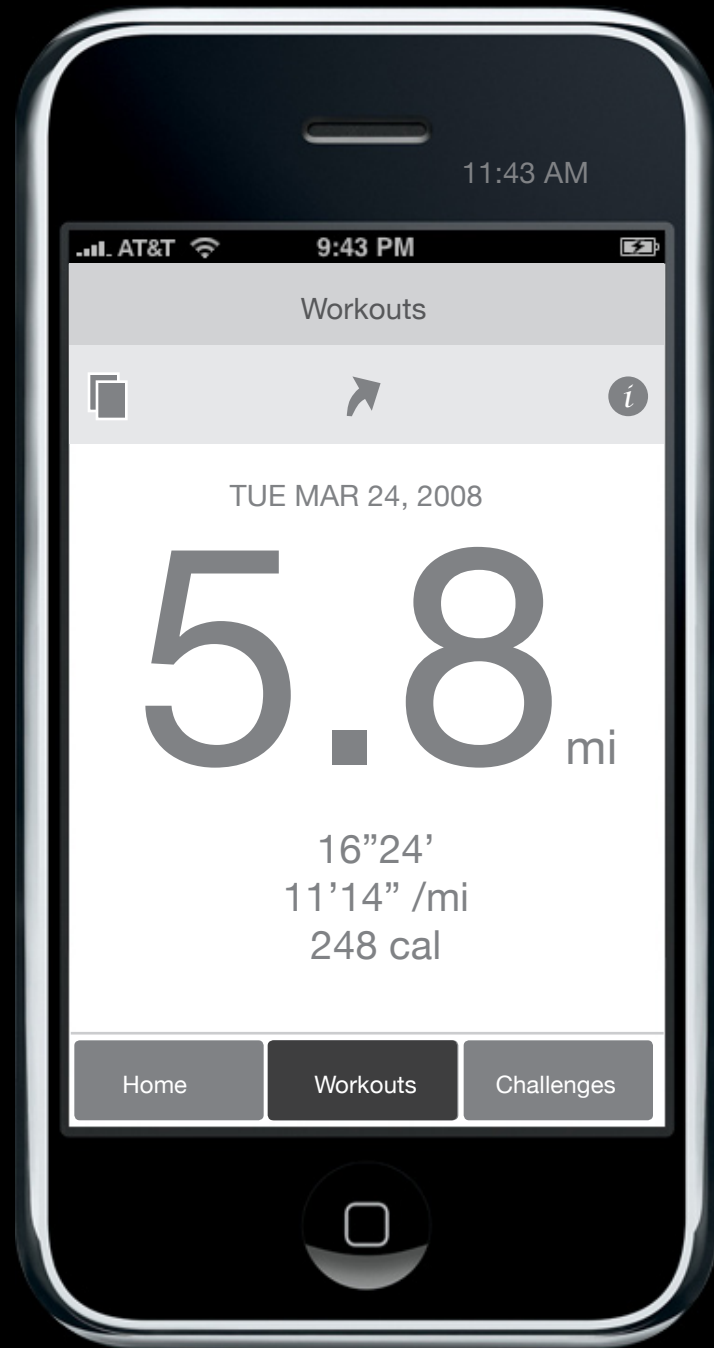 11:43 AM
AT&T 9:43 PM
Workouts
i
TUE MAR 24, 2008
5.8 mi
16”24’
11’14” /mi
248 cal
Home Workouts Challenges